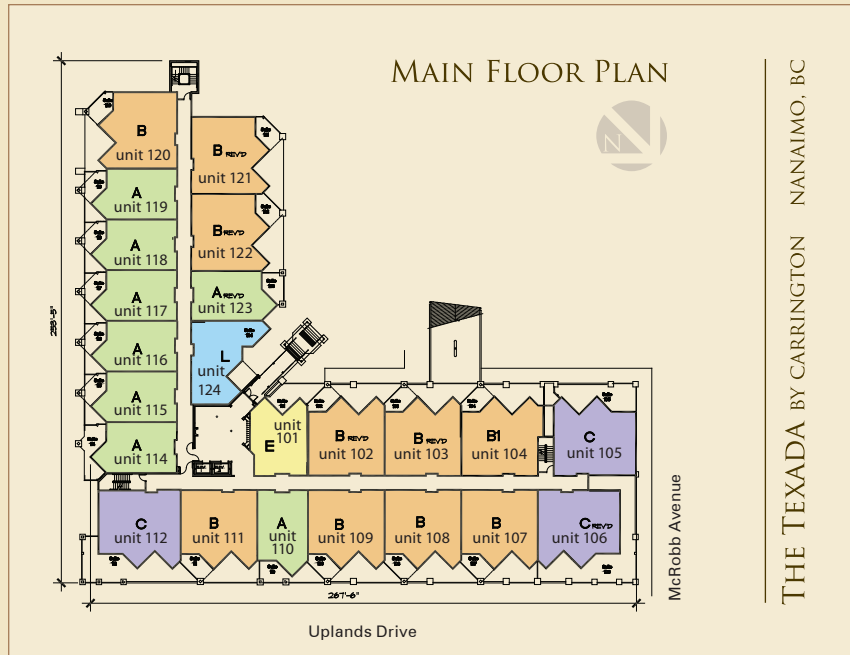 MAIN FLOOR PLAN
N
THE TEXADA BY CARRINGTON NANAIMO, BC
B
unit 120
B REV'D
unit 121
A
unit 119
B REV'D
unit 122
A
unit 118
A
unit 117
A REV'D
unit 123
A
unit 116
L
unit
124
A
unit 115
A
unit 114
E
unit
101
B REV'D
unit 102
B REV'D
unit 103
B1
unit 104
C
unit 105
C
unit 112
B
unit 111
A
unit
110
B
unit 109
B
unit 108
B
unit 107
C REV'D
unit 106
267'-6"
McRobb Avenue
Uplands Drive